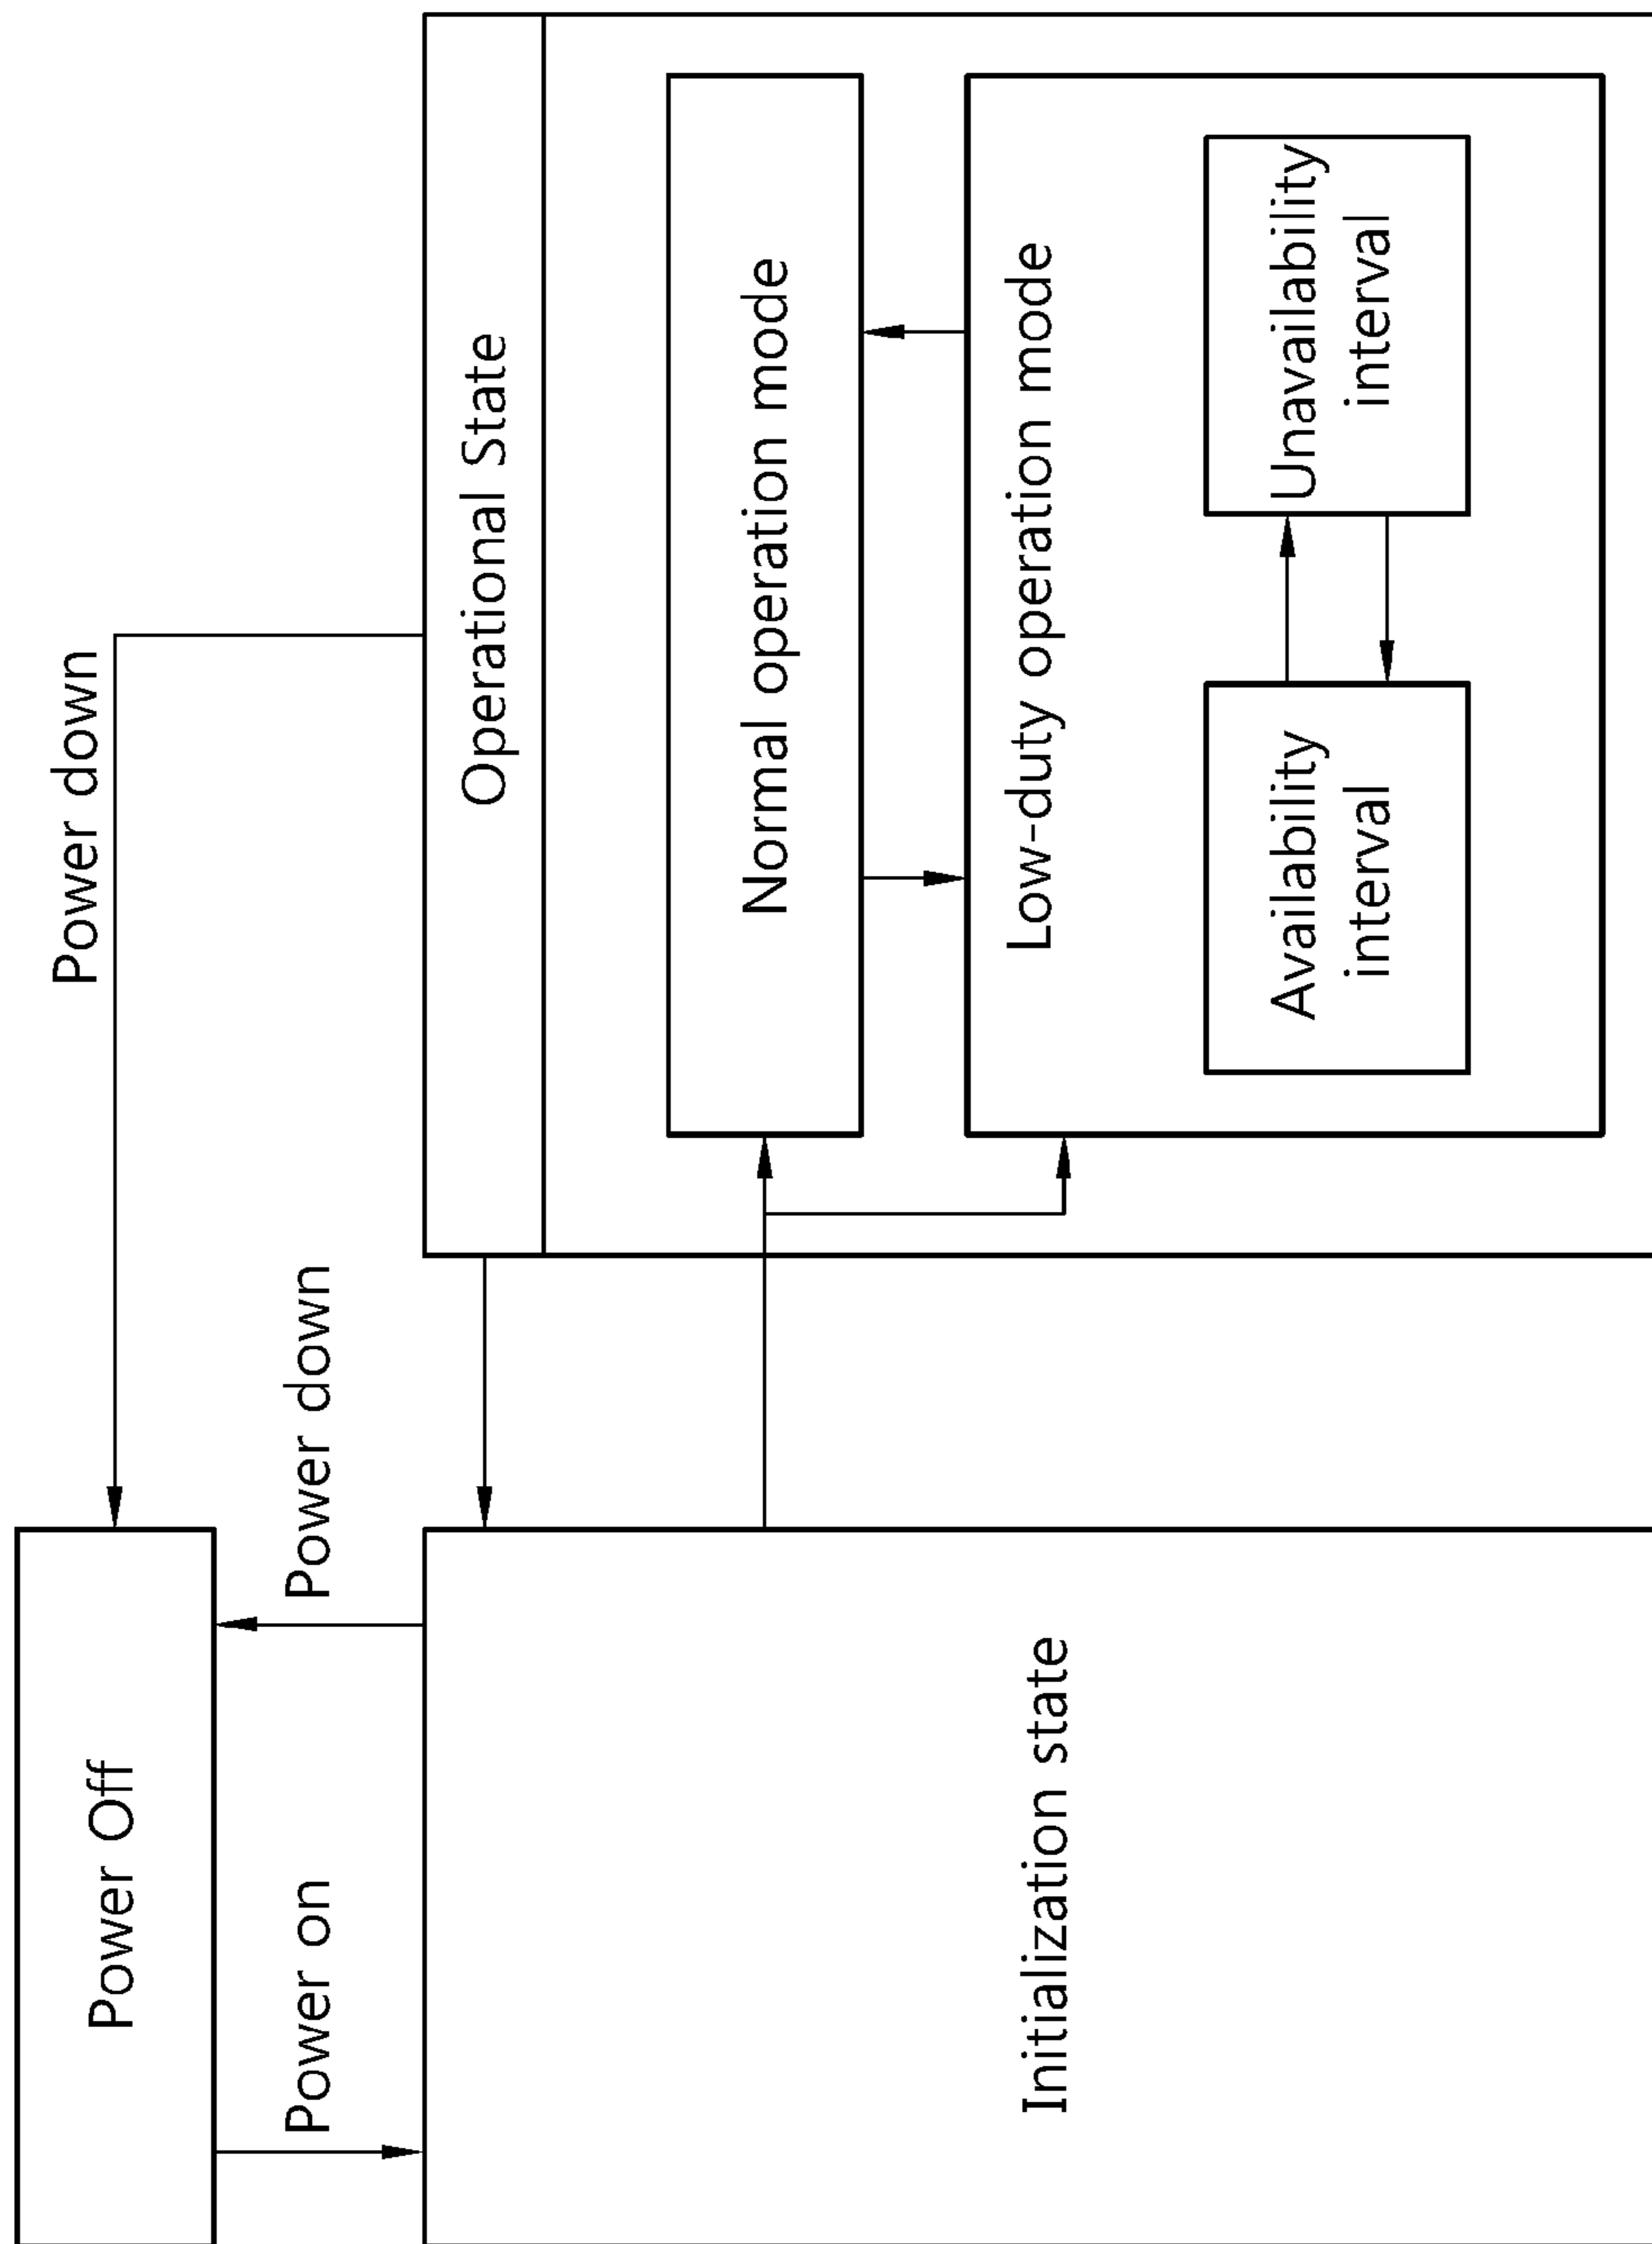 Power Off
Power down
Power on
Power down
Initialization state
Operational State
Normal operation mode
Low-duty operation mode
Availability
interval
Unavailability
interval